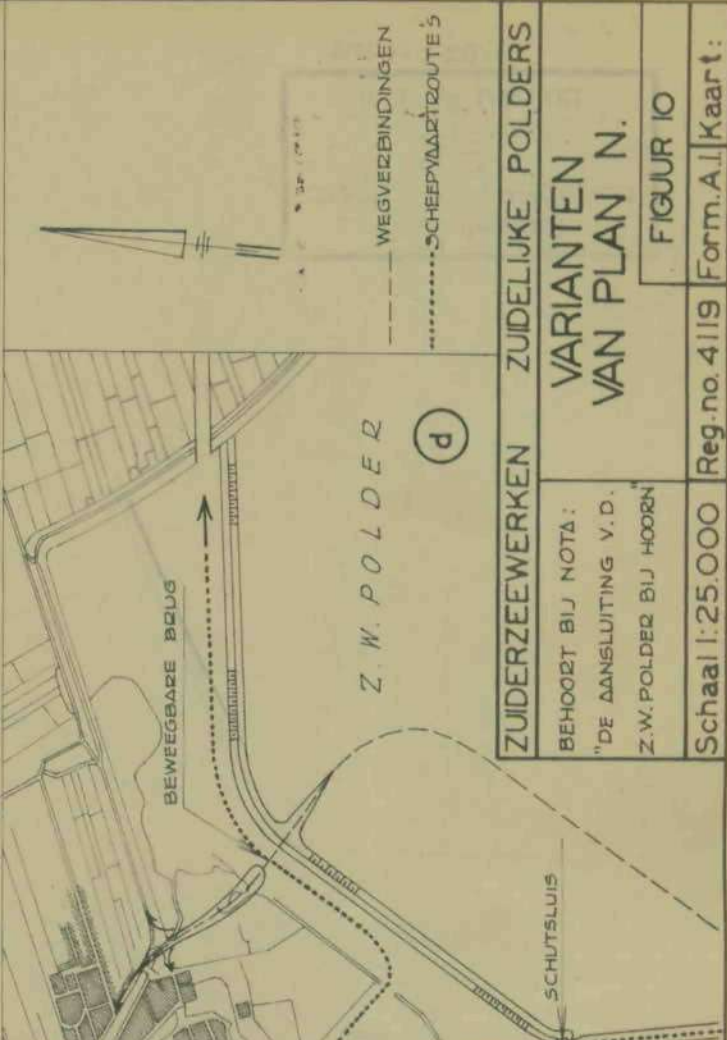 WEGVERBINDINGEN
SCHEEPVAARTROUTE'S
BEWEEGBARE BRUG
Z.W. POLDER
d
SCHUTSLUIS
ZUIDERZEEWERKEN ZUIDELIJKE POLDERS
BEHOORT BIJ NOTA:
"DE AANSLUITING V.D.
Z.W. POLDER BIJ HOORN"
VARIANTEN
VAN PLAN N.
FIGUUR 10
Schaal 1:25.000 Reg.no. 4119 Form.A.1 Kaart: